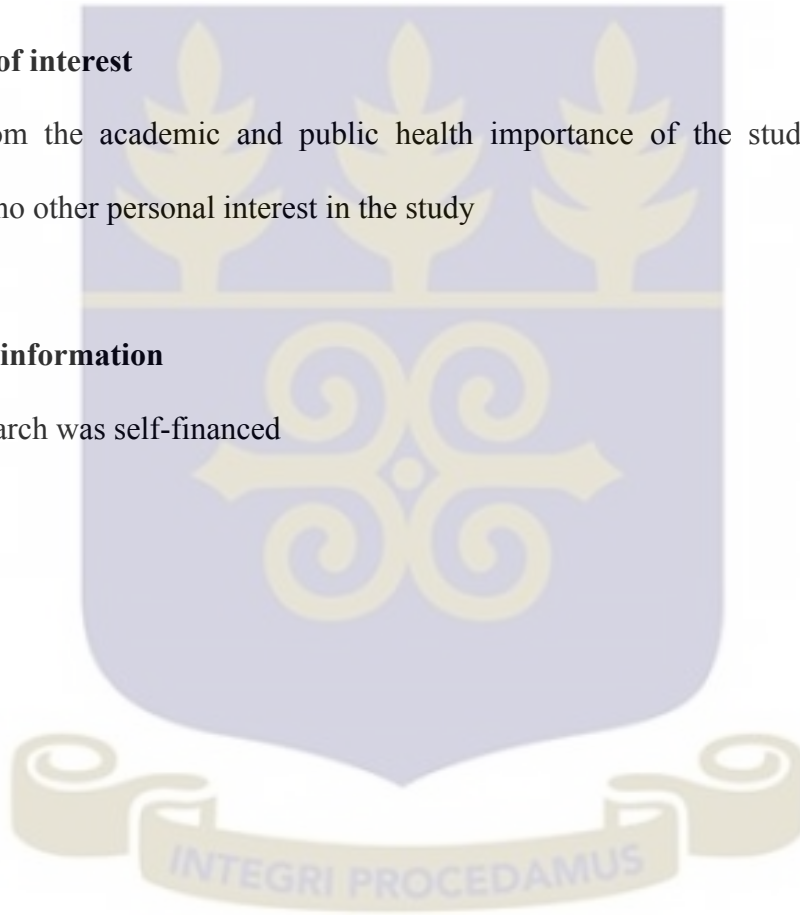 of interest
om the academic and public health importance of the stud
no other personal interest in the study
information
arch was self-financed
INTEGRI PROCEDAMUS